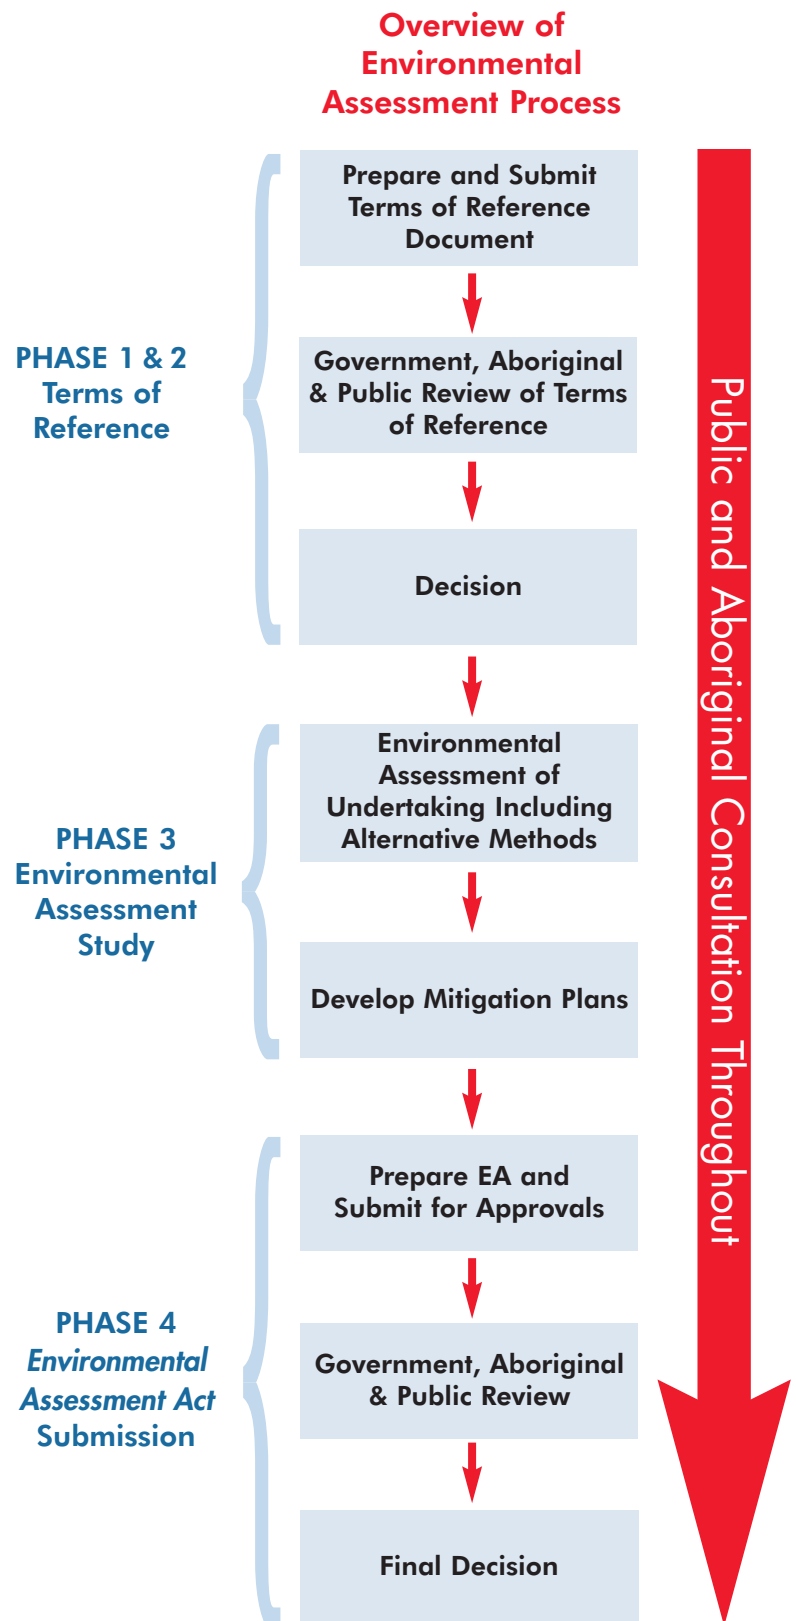 Overview of
Environmental
Assessment Process
PHASE 1 & 2
Terms of
Reference
Prepare and Submit
Terms of Reference
Document
Government, Aboriginal
& Public Review of Terms
of Reference
Decision
PHASE 3
Environmental
Assessment
Study
Environmental
Assessment of
Undertaking Including
Alternative Methods
Develop Mitigation Plans
PHASE 4
Environmental
Assessment Act
Submission
Prepare EA and
Submit for Approvals
Government, Aboriginal
& Public Review
Final Decision
Public and Aboriginal Consultation Throughout